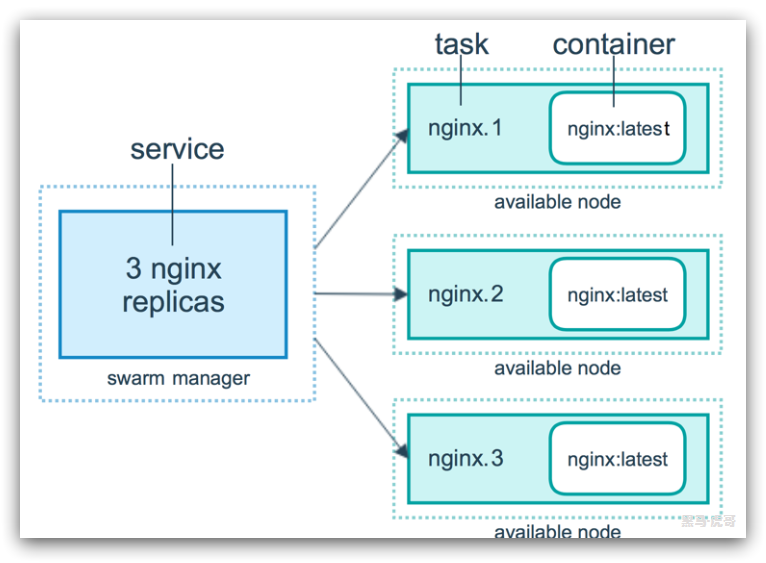 task
container
nginx.1
nginx:latest
available node
service
3 nginx
replicas
swarm manager
nginx.2
nginx:latest
available node
nginx.3
nginx:latest
available node